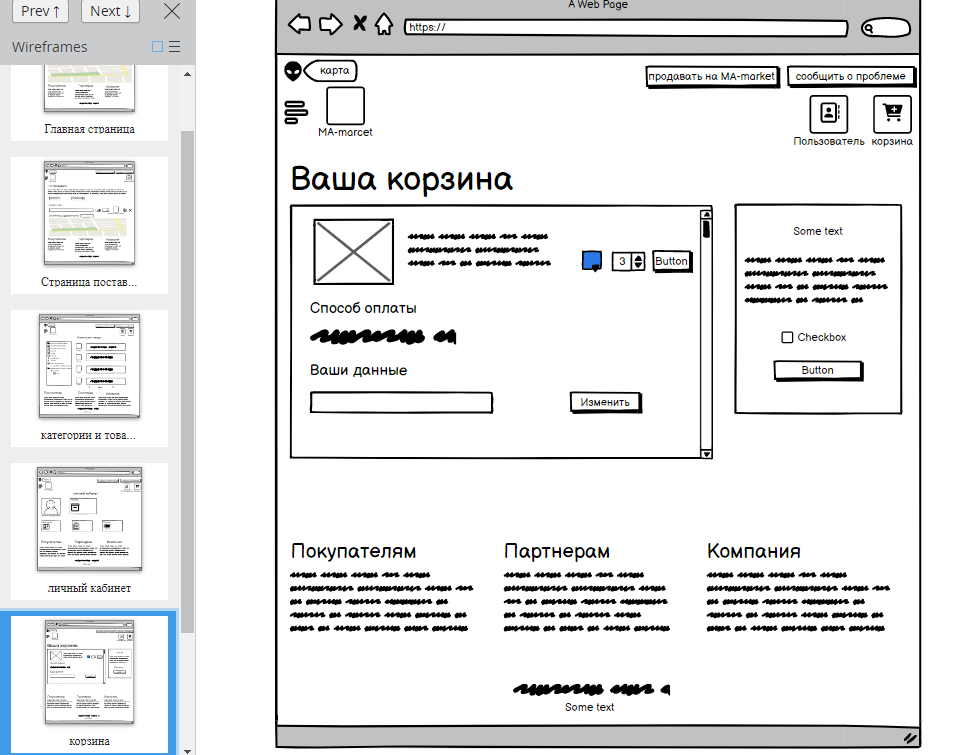 Prev ↑
Next ↓
Wireframes
Главная страница
Страница постав...
категории и това...
личный кабинет
корзина
A Web Page
https://
карта
продавать на MA-market
сообщить о проблеме
MA-marcet
Пользователь
корзина
Ваша корзина
3
Button
Способ оплаты
Ваши данные
Изменить
Some text
Checkbox
Button
Покупателям
Партнерам
Компания
Some text